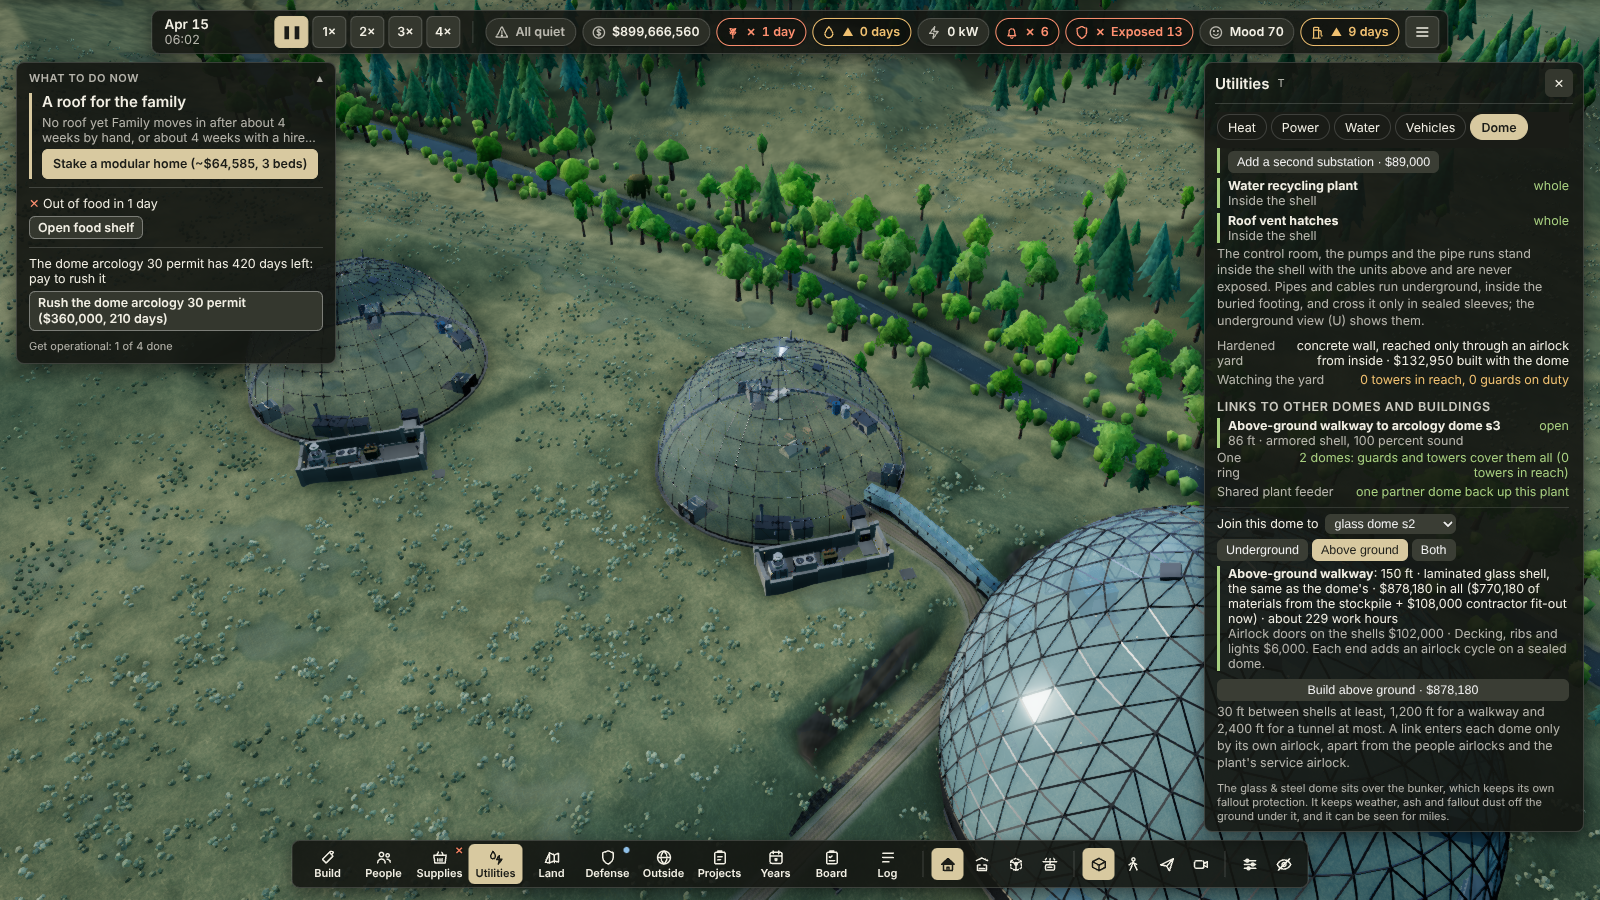 Apr 15
06:02
1×
2×
3×
4×
All quiet
$899,666,560
× 1 day
0 days
0 kW
× 6
× Exposed 13
Mood 70
9 days
WHAT TO DO NOW
A roof for the family
No roof yet Family moves in after about 4
weeks by hand, or about 4 weeks with a hire...
Stake a modular home (~$64,585, 3 beds)
× Out of food in 1 day
Open food shelf
The dome arcology 30 permit has 420 days left:
pay to rush it
Rush the dome arcology 30 permit
($360,000, 210 days)
Get operational: 1 of 4 done
Utilities T
Heat
Power
Water
Vehicles
Dome
Add a second substation · $89,000
Water recycling plant whole
Inside the shell
Roof vent hatches whole
Inside the shell
The control room, the pumps and the pipe runs stand
inside the shell with the units above and are never
exposed. Pipes and cables run underground, inside the
buried footing, and cross it only in sealed sleeves; the
underground view (U) shows them.
Hardened concrete wall, reached only through an airlock
yard from inside · $132,950 built with the dome
Watching the yard 0 towers in reach, 0 guards on duty
LINKS TO OTHER DOMES AND BUILDINGS
Above-ground walkway to arcology dome s3 open
86 ft · armored shell, 100 percent sound
One 2 domes: guards and towers cover them all (0
ring towers in reach)
Shared plant feeder one partner dome back up this plant
Join this dome to glass dome s2
Underground
Above ground
Both
Above-ground walkway: 150 ft · laminated glass shell,
the same as the dome's · $878,180 in all ($770,180 of
materials from the stockpile + $108,000 contractor fit-out
now) · about 229 work hours
Airlock doors on the shells $102,000 · Decking, ribs and
lights $6,000. Each end adds an airlock cycle on a sealed
dome.
Build above ground · $878,180
30 ft between shells at least, 1,200 ft for a walkway and
2,400 ft for a tunnel at most. A link enters each dome only
by its own airlock, apart from the people airlocks and the
plant's service airlock.
The glass & steel dome sits over the bunker, which keeps its own
fallout protection. It keeps weather, ash and fallout dust off the
ground under it, and it can be seen for miles.
Build
People
Supplies
Utilities
Land
Defense
Outside
Projects
Years
Board
Log